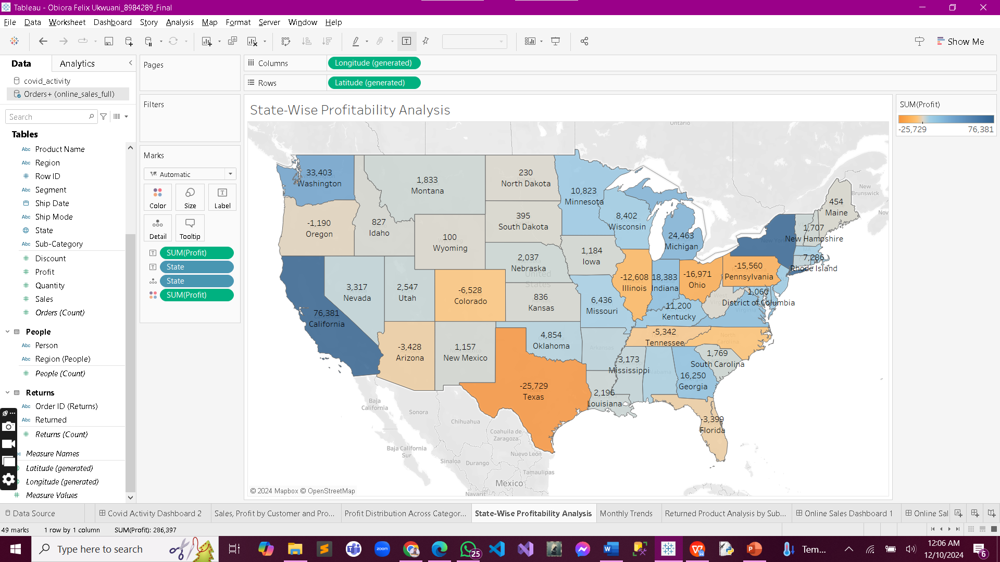 Tableau - Obiora Felix Ukwuani_8984289_Final
File Data Worksheet Dashboard Story Analysis Map Format Server Window Help
Show Me
Data Analytics
covid_activity
Orders+ (online_sales_full)
Search
Tables
Abc Product Name
Abc Region
# Row ID
Abc Segment
Ship Date
Abc Ship Mode
State
Abc Sub-Category
# Discount
# Profit
# Quantity
# Sales
# Orders (Count)
People
Abc Person
Abc Region (People)
# People (Count)
Returns
Abc Order ID (Returns)
Abc Returned
# Returns (Count)
Measure Names
Latitude (generated)
Longitude (generated)
# Measure Values
Pages
Filters
Marks
Automatic
Color Size Label
Detail Tooltip
SUM(Profit)
State
State
SUM(Profit)
Columns Longitude (generated)
Rows Latitude (generated)
State-Wise Profitability Analysis
Ontario
33,403
Washington
1,833
Montana
230
North Dakota
10,823
Minnesota
New
Brunswick
Nov
454
Maine
-1,190
Oregon
827
Idaho
100
Wyoming
395
South Dakota
8,402
Wisconsin
24,463
Michigan
New York
1,707
New Hampshire
7,286
Rhode Island
2,037
Nebraska
United
States
1,184
Iowa
-12,608
Illinois
18,383
Indiana
-16,971
Ohio
-15,560
Pennsylvania
3,317
Nevada
2,547
Utah
-6,528
Colorado
836
Kansas
6,436
Missouri
11,200
Kentucky
West
Virginia
Virginia
1,060
District of Columbia
76,381
California
-3,428
Arizona
1,157
New Mexico
4,854
Oklahoma
Arkansas
-5,342
Tennessee
North
Carolina
3,173
Mississippi
Alabama
16,250
Georgia
1,769
South Carolina
-25,729
Texas
2,196
Louisiana
-3,399
Florida
Baja
California
Sonora
Chihuahua
Coahuila de
Zaragoza
Baja California
Sur
Sinaloa
Durango
Nuevo León
Tamaulipas
Mexico
Navarit
© 2024 Mapbox © OpenStreetMap
SUM(Profit)
-25,729 76,381
Data Source Covid Activity Dashboard 2 Sales, Profit by Customer and Pro... Profit Distribution Across Categor... State-Wise Profitability Analysis Monthly Trends Returned Product Analysis by Sub... Online Sales Dashboard 1 Online Sal
49 marks 1 row by 1 column SUM(Profit): 286,397
Type here to search
zoom
25
Tem...
12:06 AM
12/10/2024
6